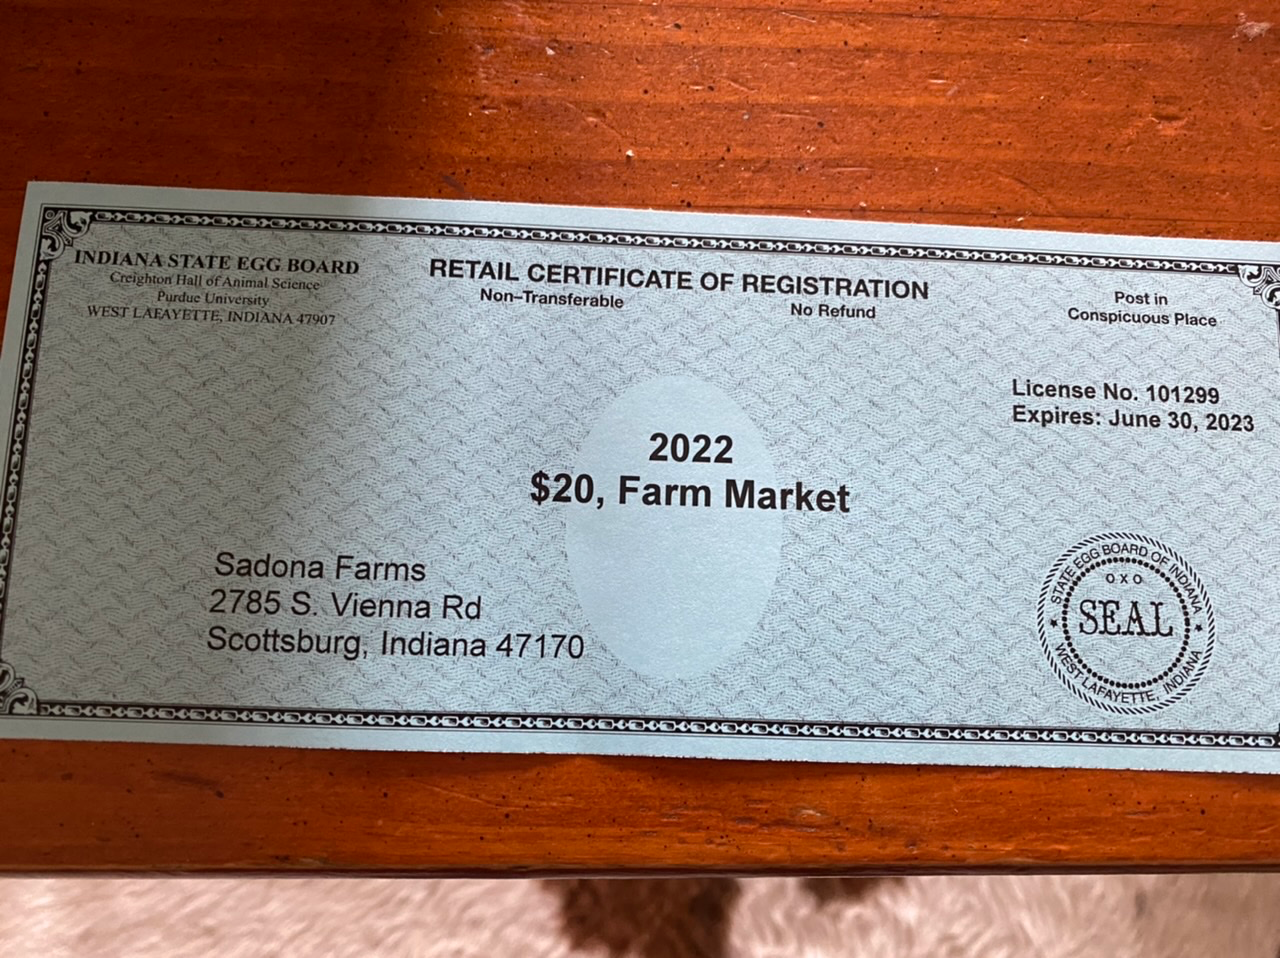 INDIANA STATE EGG BOARD
Creighton Hall of Animal Science
Purdue University
WEST LAFAYETTE, INDIANA 47907
RETAIL CERTIFICATE OF REGISTRATION
Non-Transferable
No Refund
Post in
Conspicuous Place
License No. 101299
Expires: June 30, 2023
2022
$20, Farm Market
Sadona Farms
2785 S. Vienna Rd
Scottsburg, Indiana 47170
STATE EGG BOARD OF INDIANA
OXO
SEAL
WEST LAFAYETTE, INDIANA